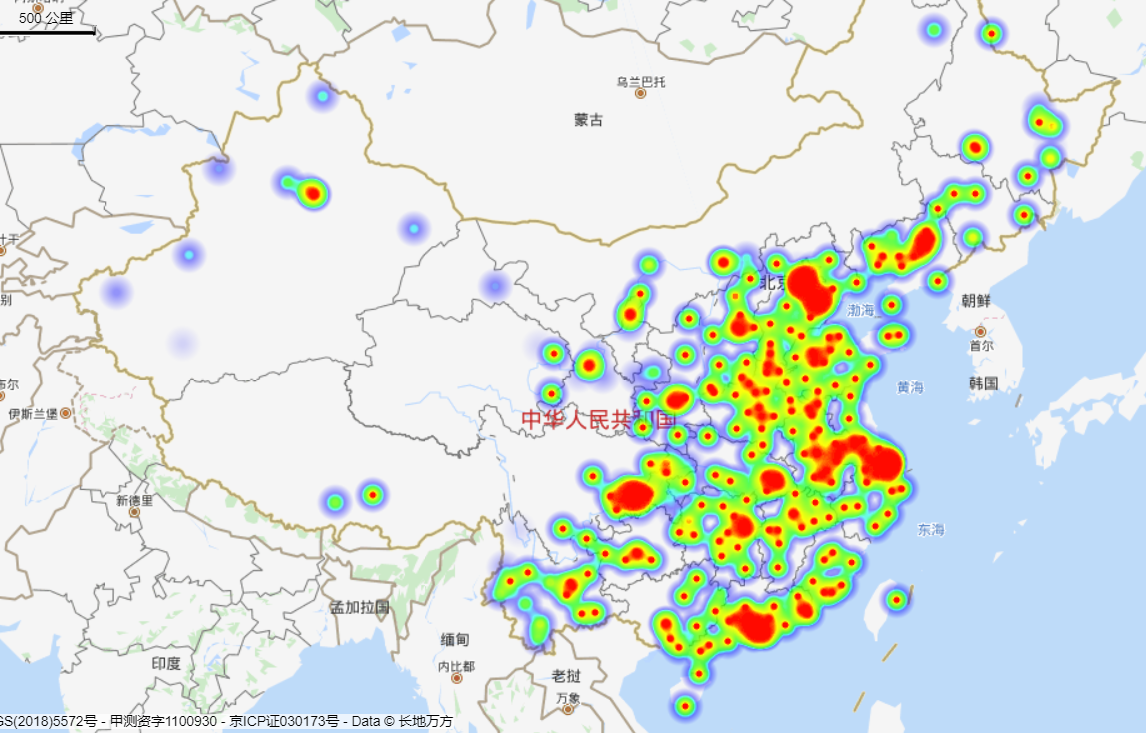 500 公里
乌兰巴托
蒙古
北京
渤海
朝鲜
首尔
韩国
黄海
伊斯兰堡
中华人民共和国
新德里
东海
孟加拉国
缅甸
印度
内比都
老挝
万象
GS(2018)5572号 - 甲测资字1100930 - 京ICP证030173号 - Data © 长地万方